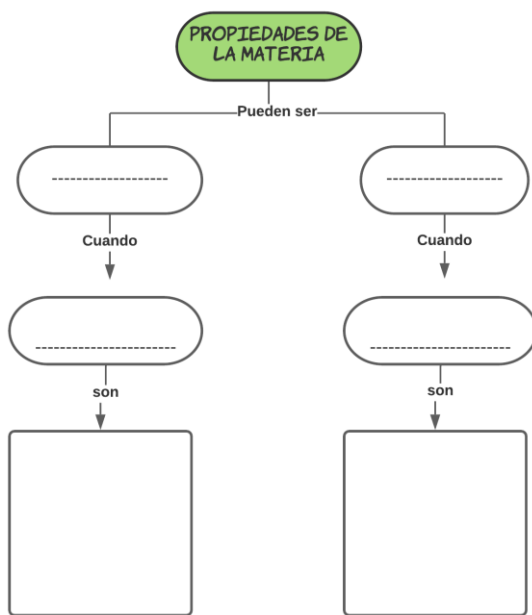 PROPIEDADES DE
LA MATERIA
Pueden ser
Cuando
Cuando
son
son